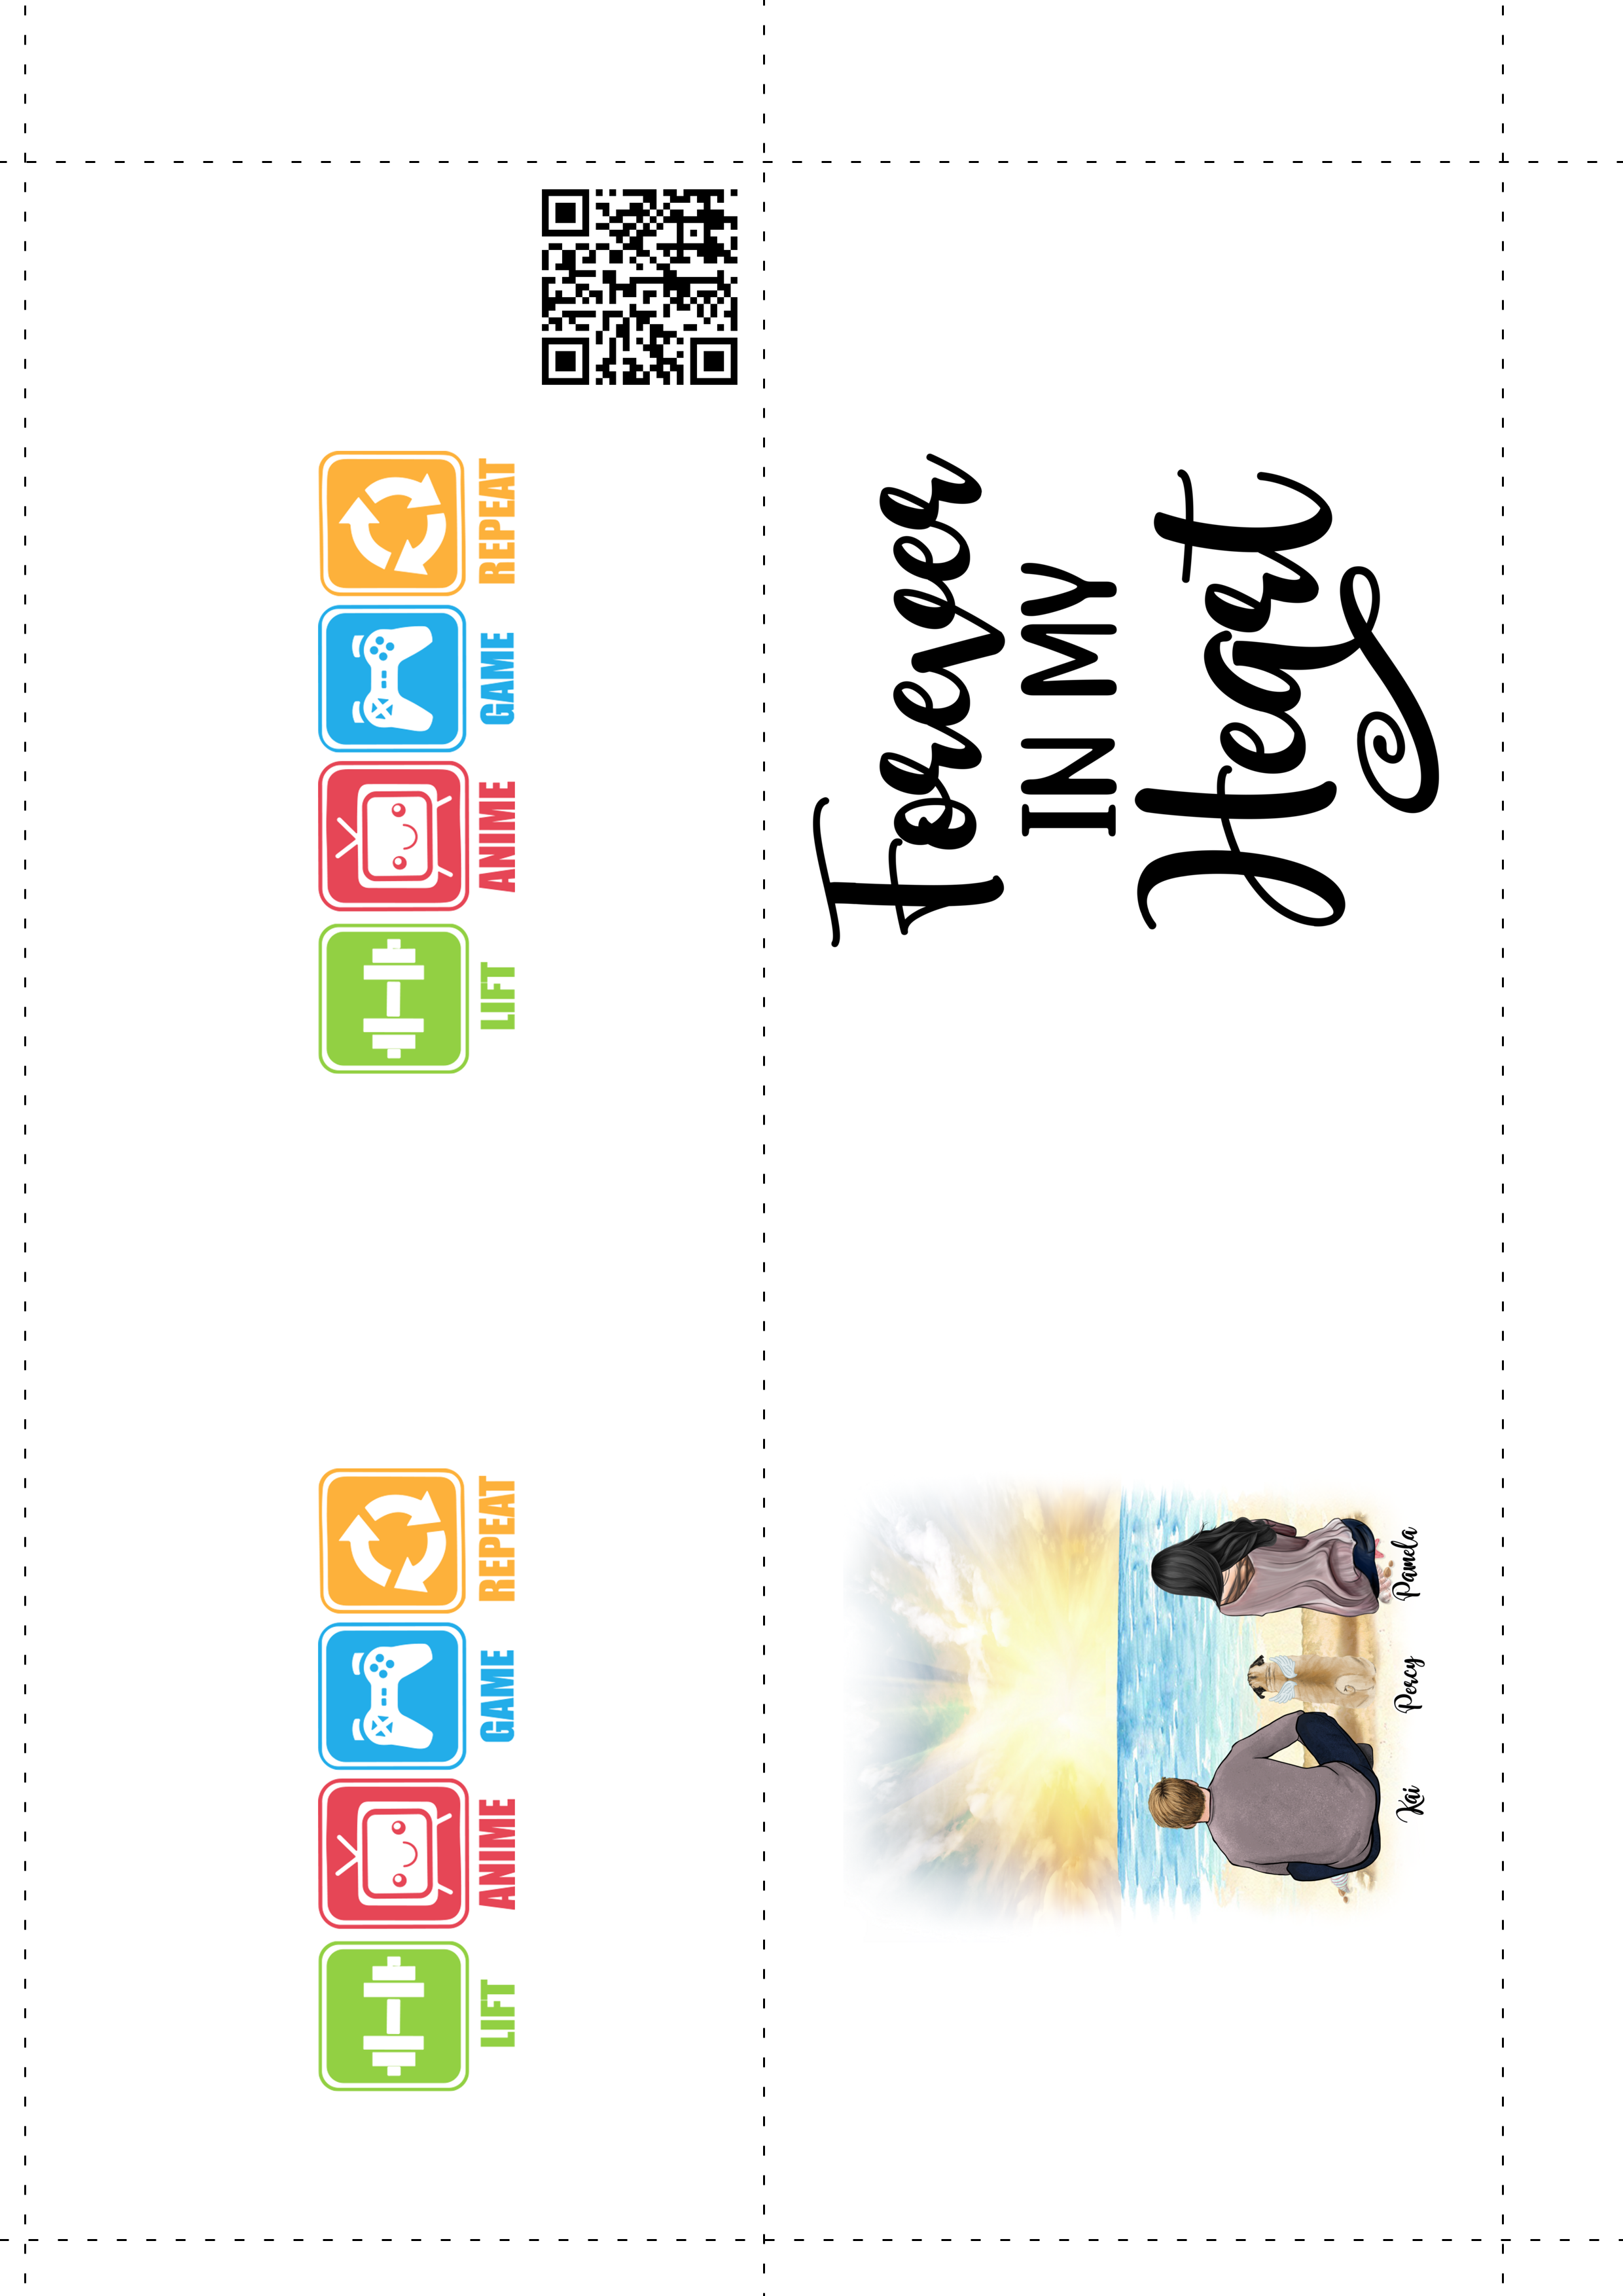 LIFT ANIME GAME REPEAT
LIFT ANIME GAME REPEAT
Kai Percy Pamela
Forever
IN MY
Heart